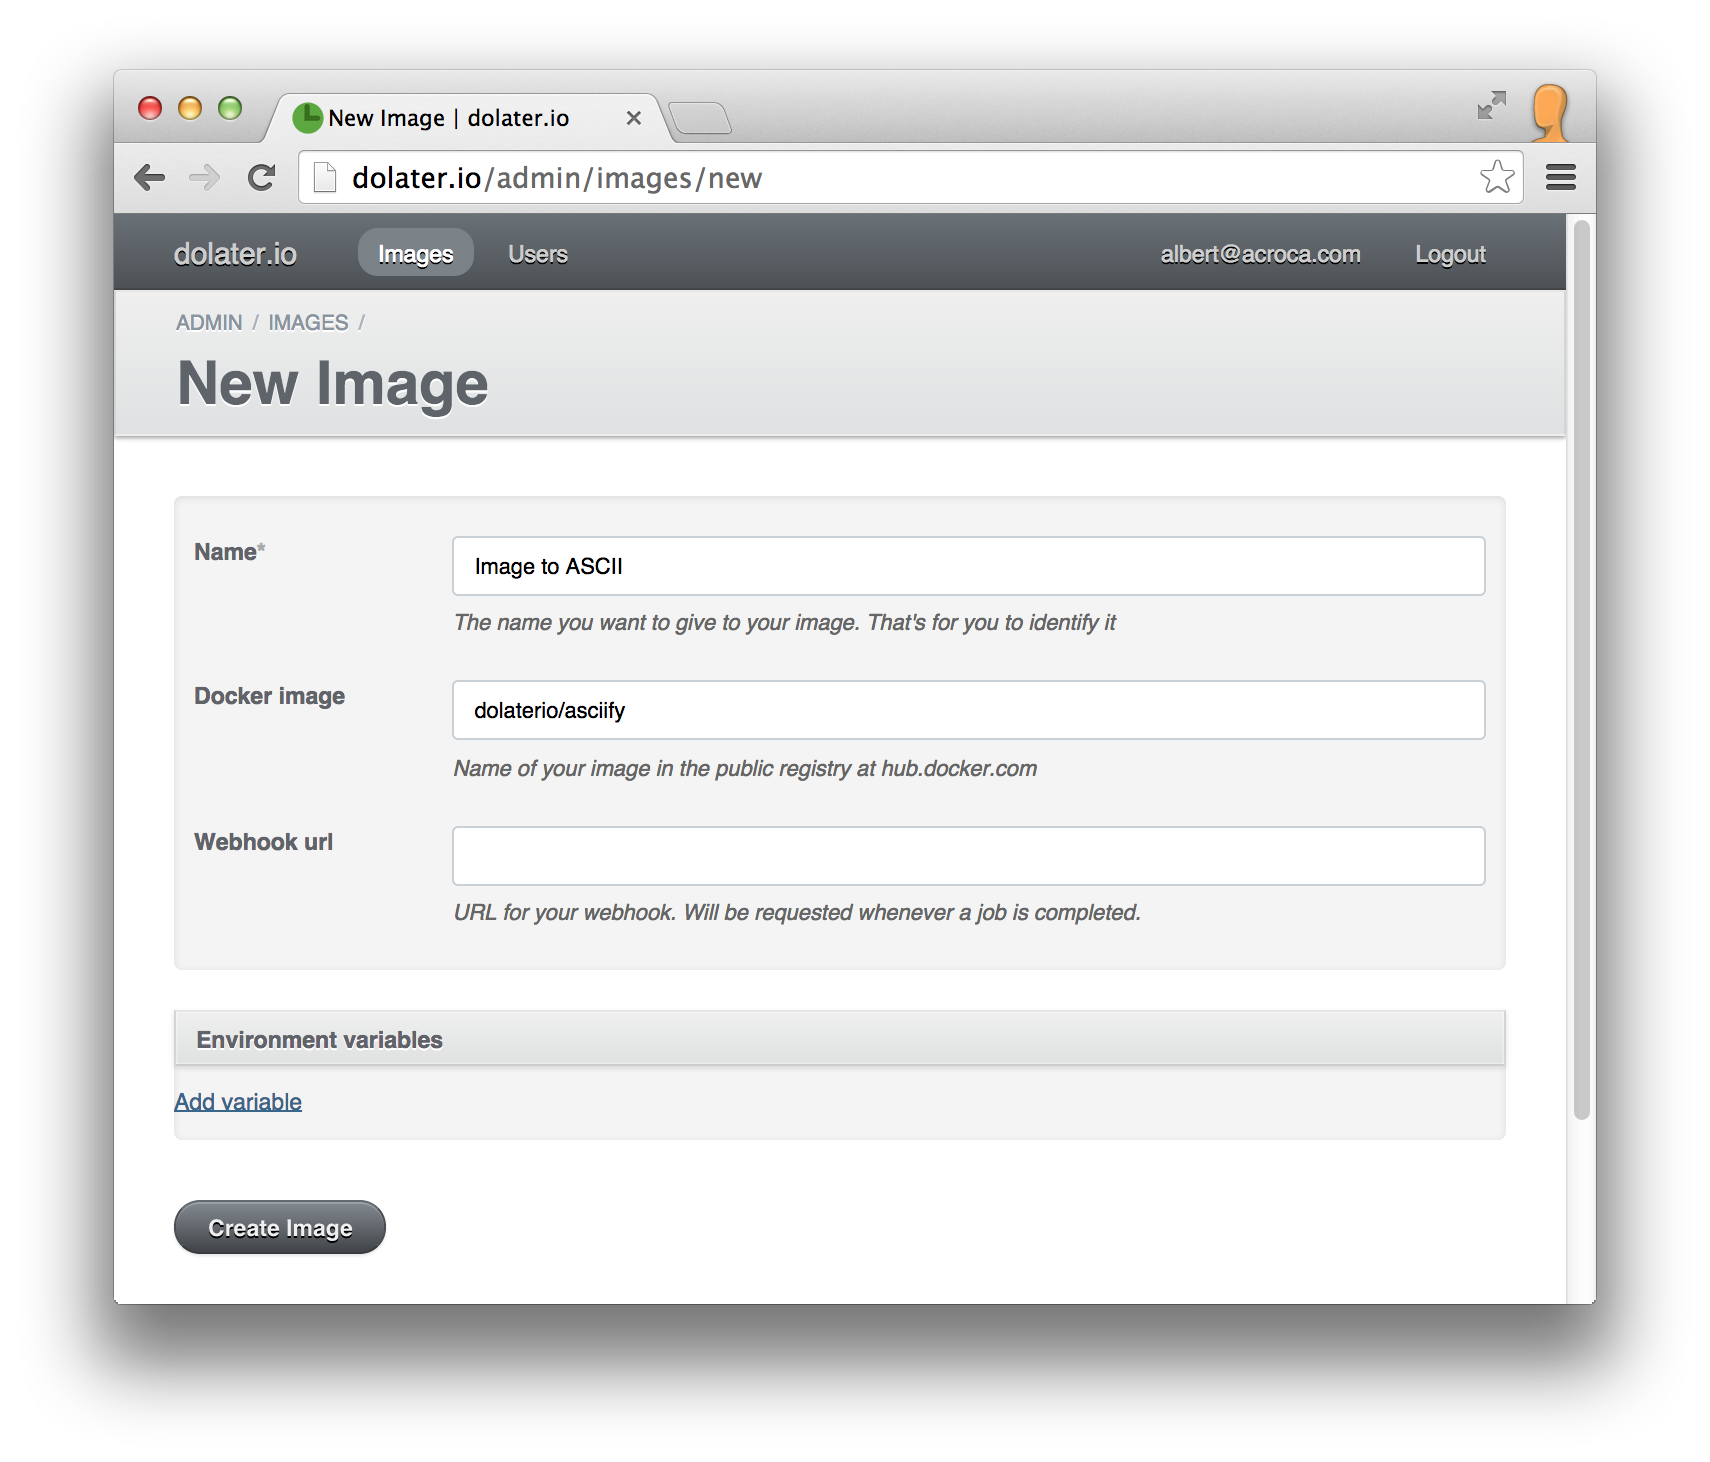 New Image | dolater.io
dolater.io/admin/images/new
dolater.io Images Users albert@acroca.com Logout
ADMIN / IMAGES /
New Image
Name* Image to ASCII
The name you want to give to your image. That's for you to identify it
Docker image dolaterio/asciify
Name of your image in the public registry at hub.docker.com
Webhook url
URL for your webhook. Will be requested whenever a job is completed.
Environment variables
Add variable
Create Image